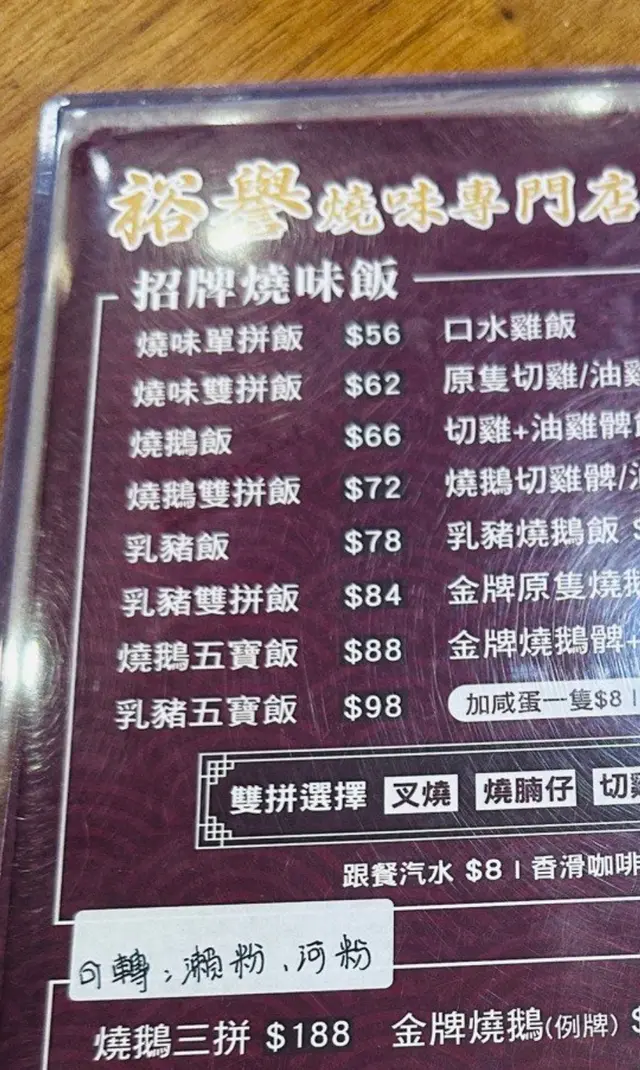 裕譽燒味專門店
招牌燒味飯
燒味單拼飯 $56 口水雞飯
燒味雙拼飯 $62 原隻切雞/油雞
燒鵝飯 $66 切雞+油雞髀
燒鵝雙拼飯 $72 燒鵝切雞髀/
乳豬飯 $78 乳豬燒鵝飯
乳豬雙拼飯 $84 金牌原隻燒鵝
燒鵝五寶飯 $88 金牌燒鵝髀+
乳豬五寶飯 $98 加咸蛋一隻$8 |
雙拼選擇 叉燒 燒腩仔 切雞
跟餐汽水 $8 | 香滑咖啡
可轉:瀨粉、河粉
燒鵝三拼 $188 金牌燒鵝(例牌) $